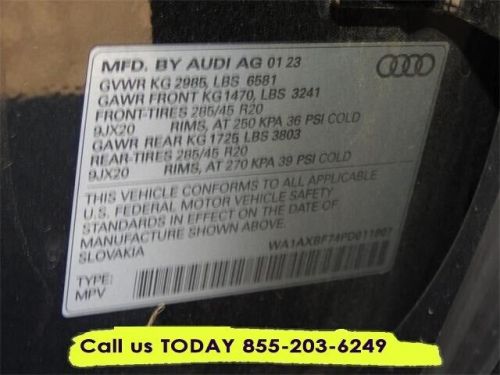 MFD. BY AUDI AG 01 23
GVWR KG 2985, LBS 6581
GAWR FRONT KG1470, LBS 3241
FRONT-TIRES 285/45 R20
9JX20 RIMS, AT 250 KPA 36 PSI COLD
GAWR REAR KG 1725 LBS 3803
REAR-TIRES 285/45 R20
9JX20 RIMS, AT 270 KPA 39 PSI COLD
THIS VEHICLE CONFORMS TO ALL APPLICABLE
U.S. FEDERAL MOTOR VEHICLE SAFETY
STANDARDS IN EFFECT ON THE DATE OF
MANUFACTURE SHOWN ABOVE.
SLOVAKIA
TYPE:
MPV
Call us TODAY 855-203-6249